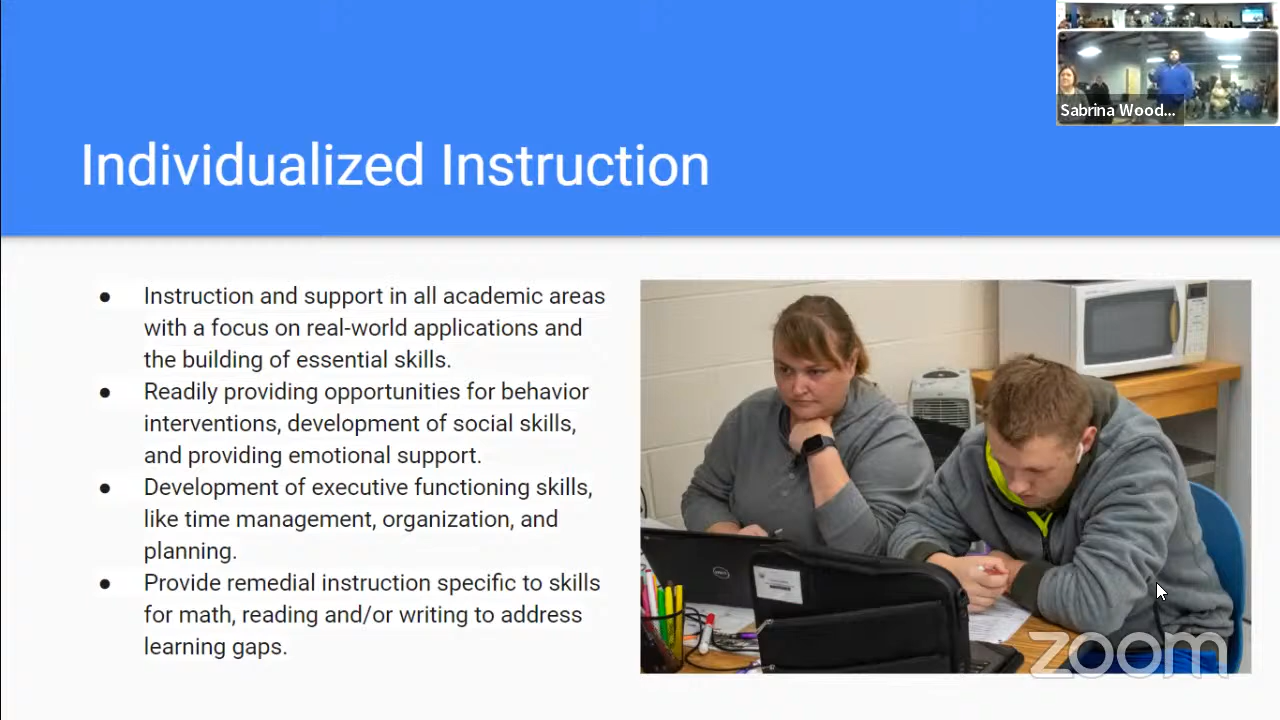 Sabrina Wood...
Individualized Instruction
● Instruction and support in all academic areas
with a focus on real-world applications and
the building of essential skills.
● Readily providing opportunities for behavior
interventions, development of social skills,
and providing emotional support.
● Development of executive functioning skills,
like time management, organization, and
planning.
● Provide remedial instruction specific to skills
for math, reading and/or writing to address
learning gaps.
DELL
zoom